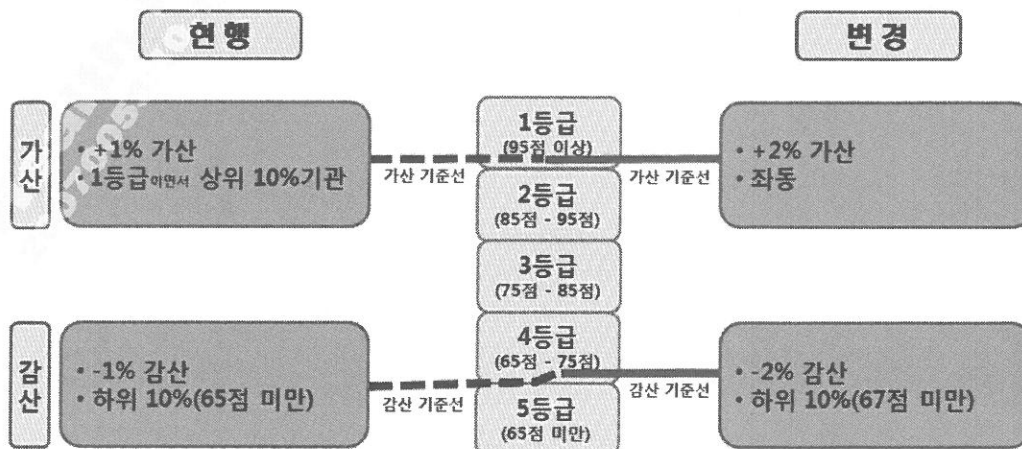 현행
변경
가산
• +1% 가산
• 1등급이면서 상위 10%기관
가산 기준선
1등급
(95점 이상)
가산 기준선
• +2% 가산
• 좌동
2등급
(85점 - 95점)
3등급
(75점 - 85점)
감산
• -1% 감산
• 하위 10%(65점 미만)
감산 기준선
4등급
(65점 - 75점)
감산 기준선
• -2% 감산
• 하위 10%(67점 미만)
5등급
(65점 미만)